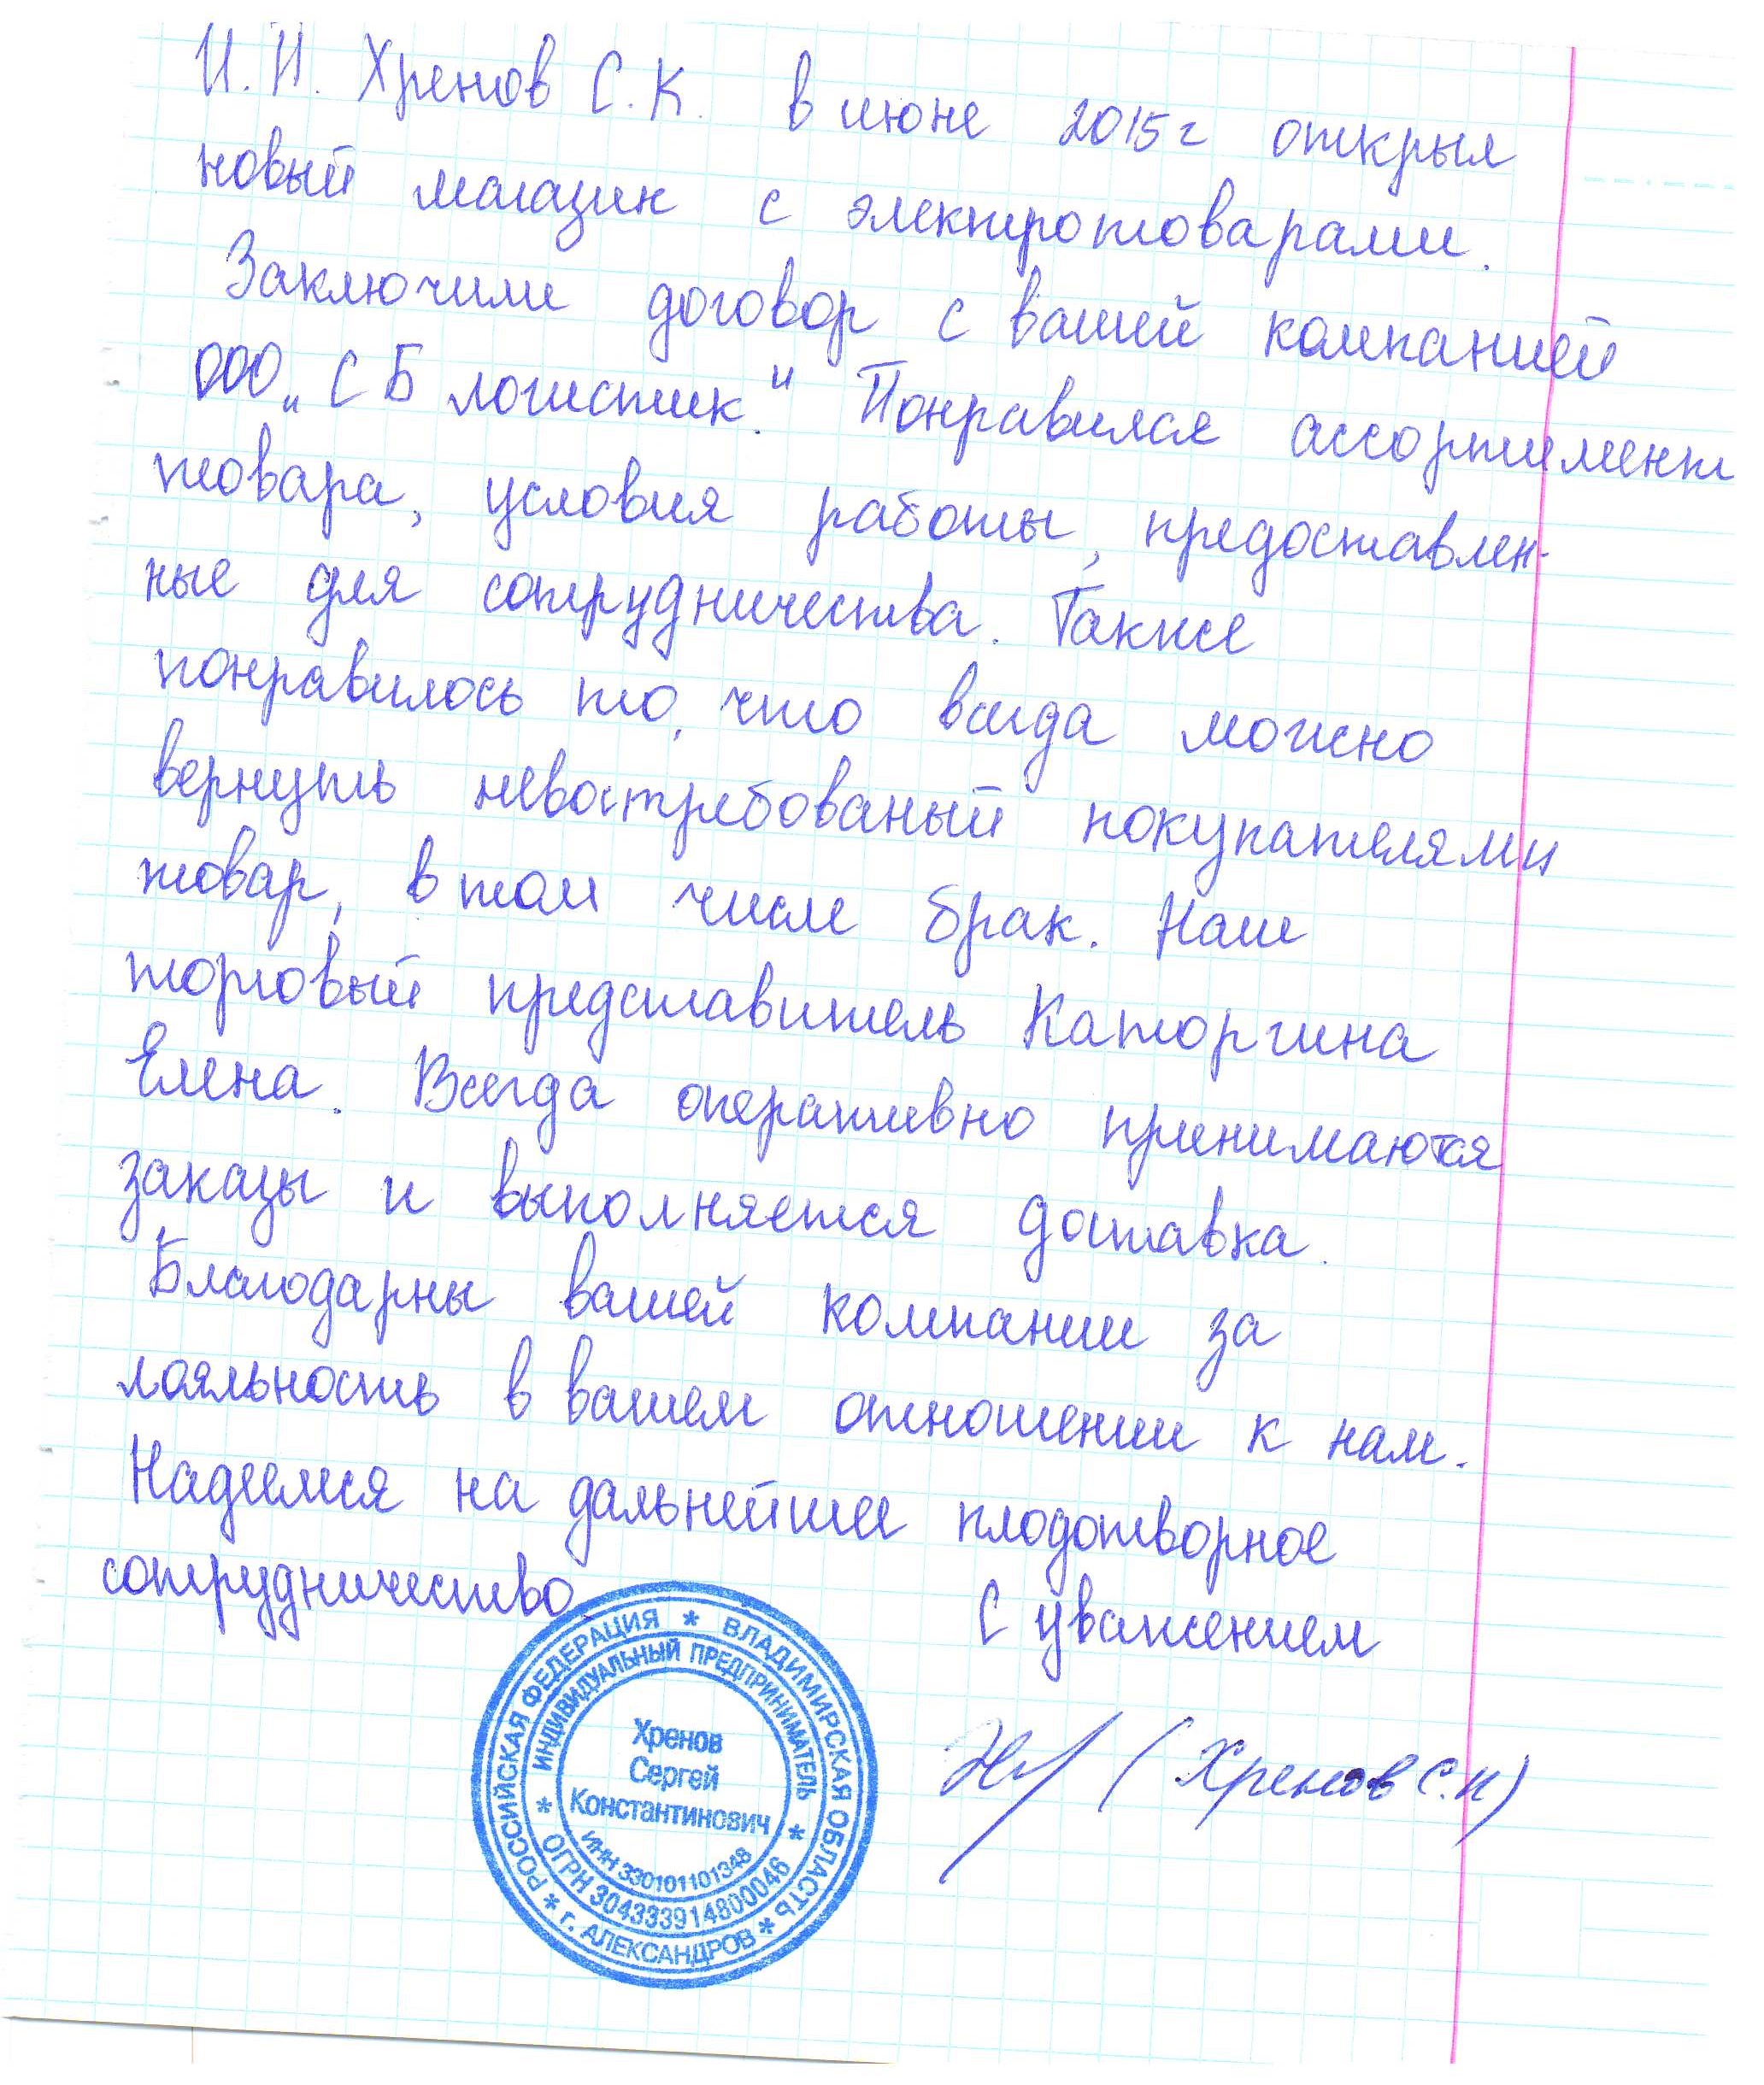 И.П. Хренов С.К. в июне 2015г открыл
новый магазин с электротоварами.
Заключили договор с вашей компанией
ООО „СБ логистик." Понравился ассортимент
товара, условия работы, предоставлен-
ные для сотрудничества. Также
понравилось то, что всегда можно
вернуть невостребованый покупателями
товар, в том числе брак. Наш
торговый представитель Каторгина
Елена. Всегда оперативно принимаются
заказы и выполняется доставка.
Благодарны вашей компании за
лояльность в вашем отношении к нам.
Надеемся на дальнейшее плодотворное
сотрудничество.
С уважением
(Хренов С.К)
РОССИЙСКАЯ ФЕДЕРАЦИЯ * ВЛАДИМИРСКАЯ ОБЛАСТЬ * г. АЛЕКСАНДРОВ *
ИНДИВИДУАЛЬНЫЙ ПРЕДПРИНИМАТЕЛЬ *
ОГРН 304333914800046 *
Хренов
Сергей
Константинович
ИНН 330101101348